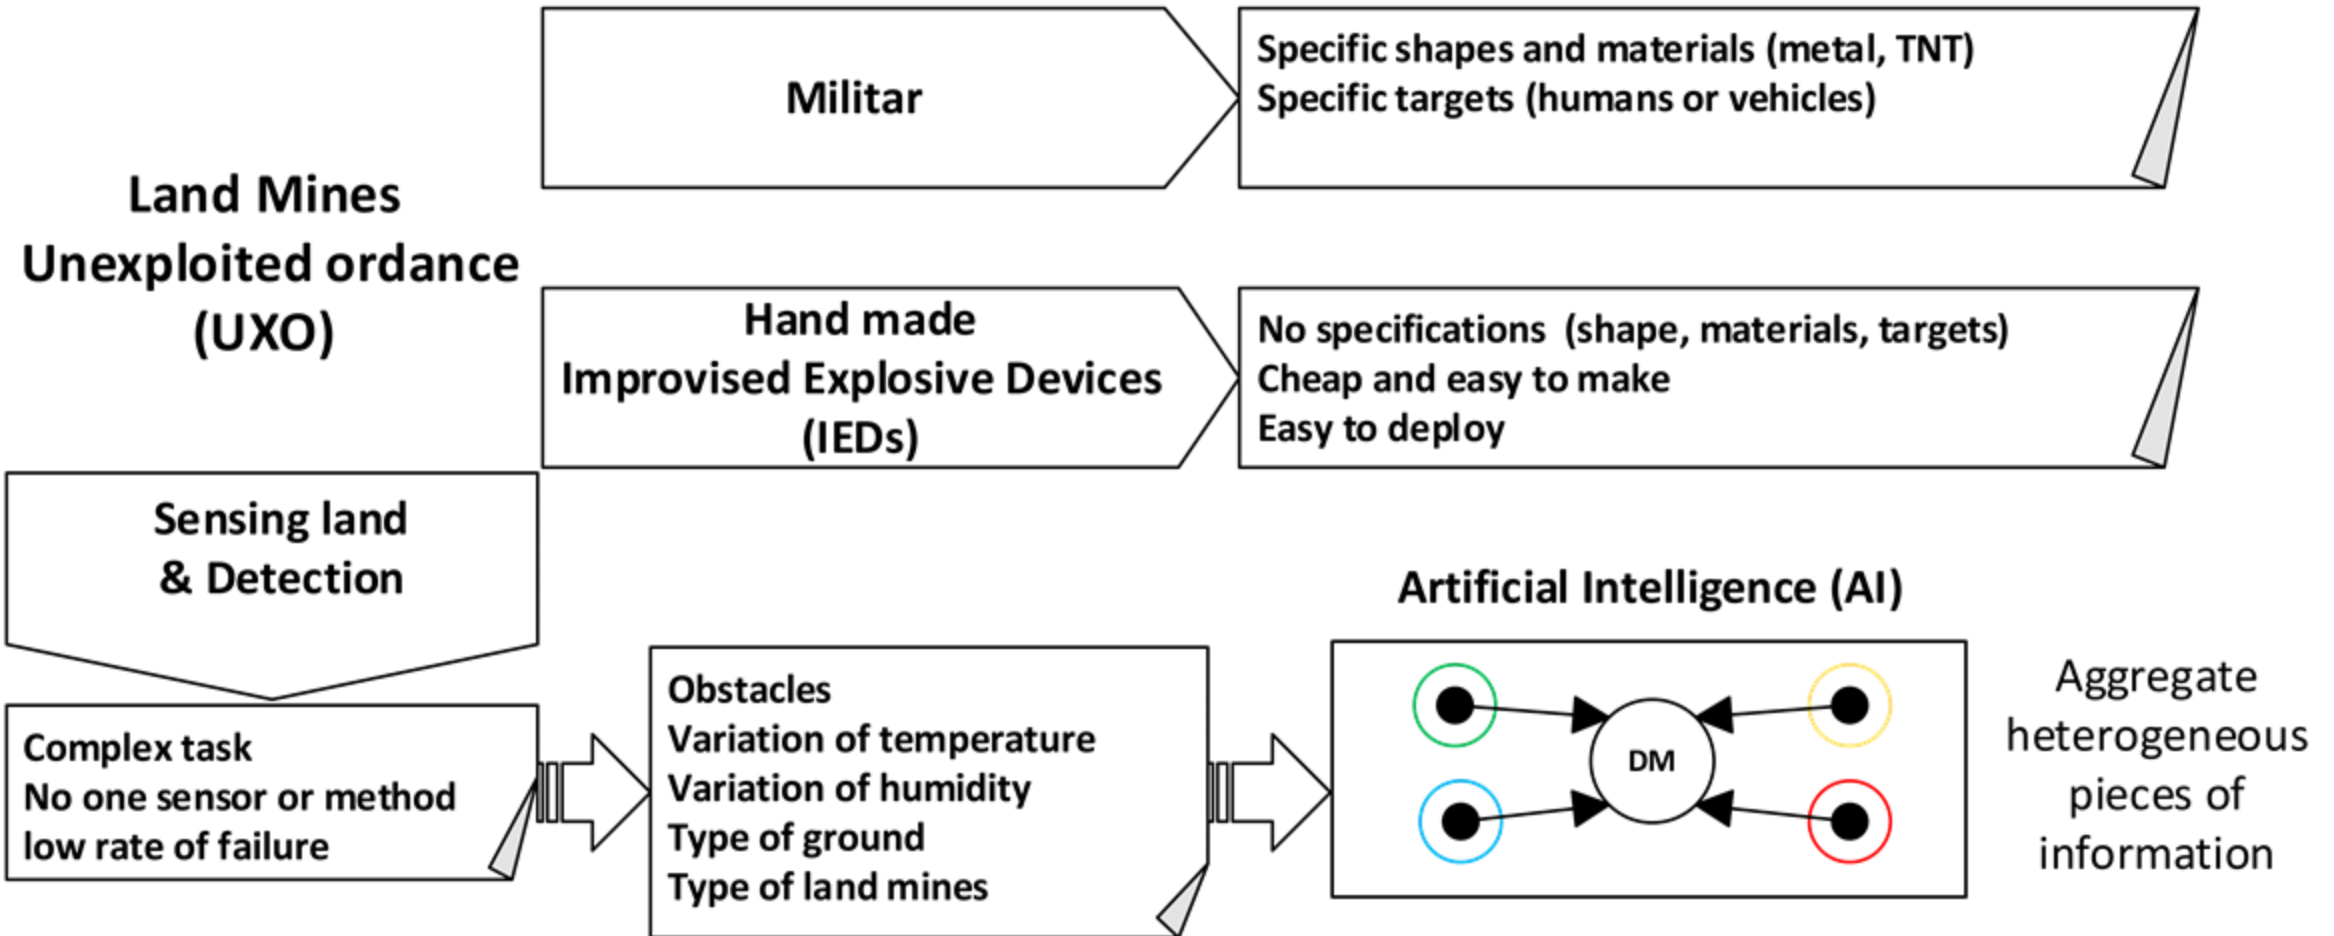 Land Mines
Unexploited ordance
(UXO)
Militar
Specific shapes and materials (metal, TNT)
Specific targets (humans or vehicles)
Hand made
Improvised Explosive Devices
(IEDs)
No specifications (shape, materials, targets)
Cheap and easy to make
Easy to deploy
Sensing land
& Detection
Complex task
No one sensor or method
low rate of failure
Obstacles
Variation of temperature
Variation of humidity
Type of ground
Type of land mines
Artificial Intelligence (AI)
DM
Aggregate
heterogeneous
pieces of
information